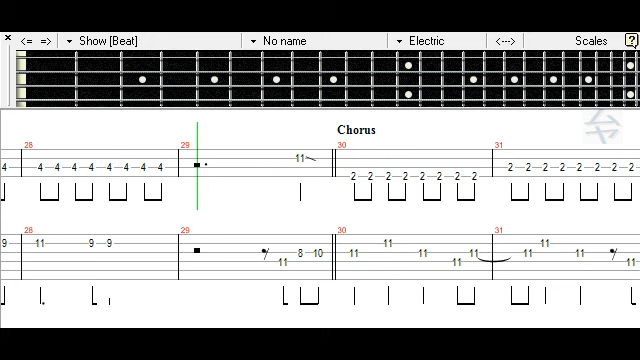 × <= => ▼ Show [Beat] ▼ No name ▼ Electric <···> Scales ?
Chorus
28 29 30 31
4 4 4 4 4 4 4 4 4 11 2 2 2 2 2 2 2 2 2 2 2 2 2 2 2 2
28 29 30 31
9 11 9 9 11 8 10 11 11 11 11 11 11 11 11 11